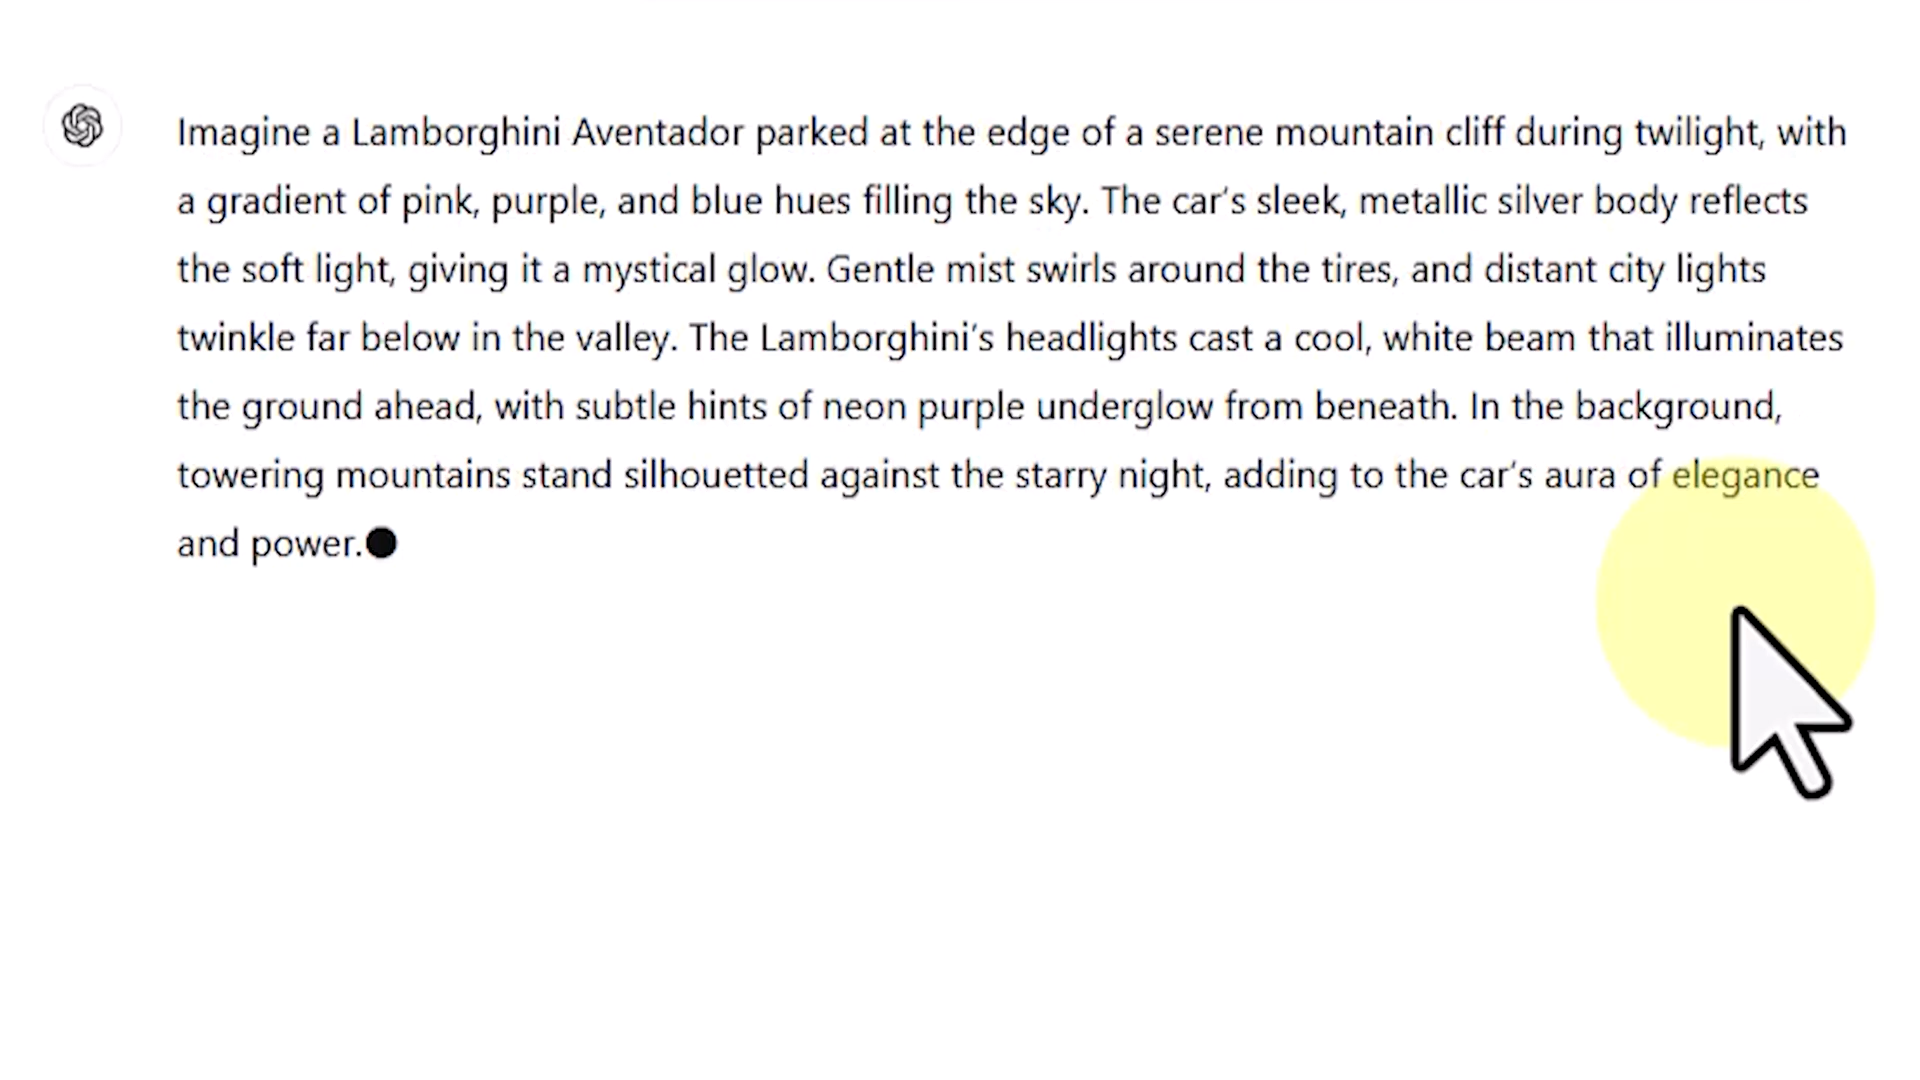 Imagine a Lamborghini Aventador parked at the edge of a serene mountain cliff during twilight, with
a gradient of pink, purple, and blue hues filling the sky. The car's sleek, metallic silver body reflects
the soft light, giving it a mystical glow. Gentle mist swirls around the tires, and distant city lights
twinkle far below in the valley. The Lamborghini's headlights cast a cool, white beam that illuminates
the ground ahead, with subtle hints of neon purple underglow from beneath. In the background,
towering mountains stand silhouetted against the starry night, adding to the car's aura of elegance
and power.